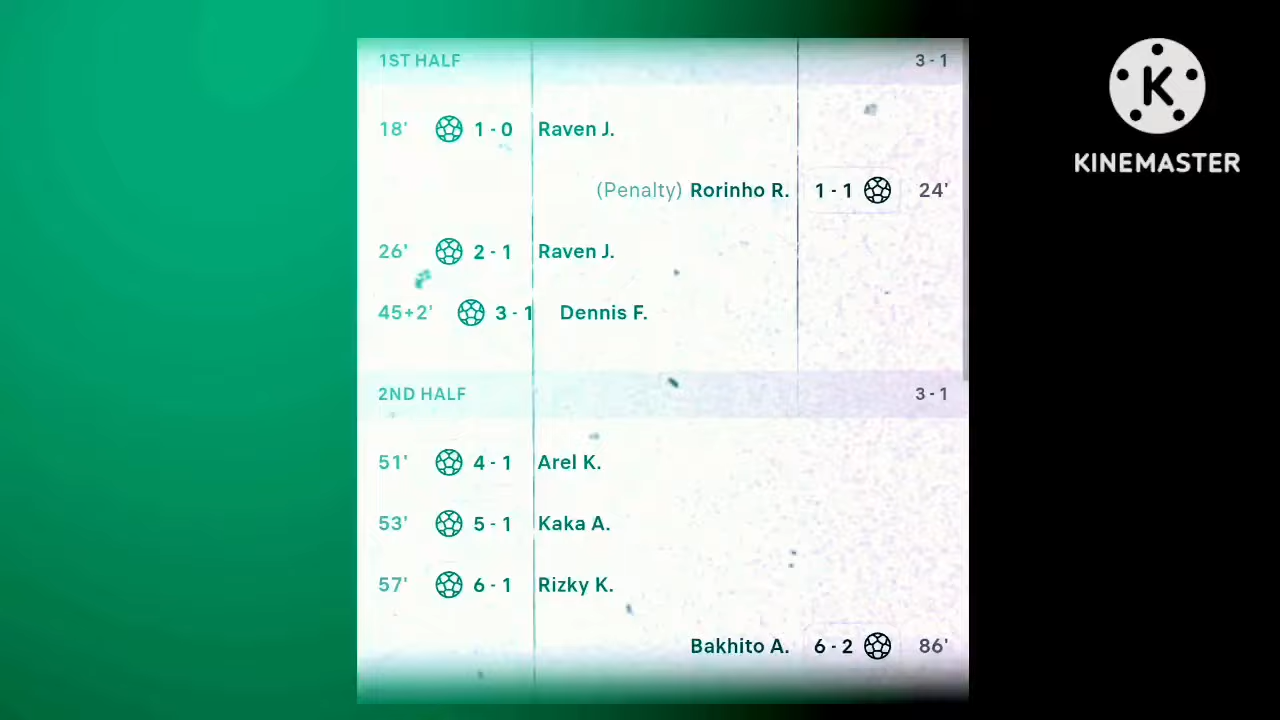 1ST HALF 3 - 1
18' 1 - 0 Raven J.
(Penalty) Rorinho R. 1 - 1 24'
26' 2 - 1 Raven J.
45+2' 3 - 1 Dennis F.
2ND HALF 3 - 1
51' 4 - 1 Arel K.
53' 5 - 1 Kaka A.
57' 6 - 1 Rizky K.
Bakhito A. 6 - 2 86'
K
KINEMASTER